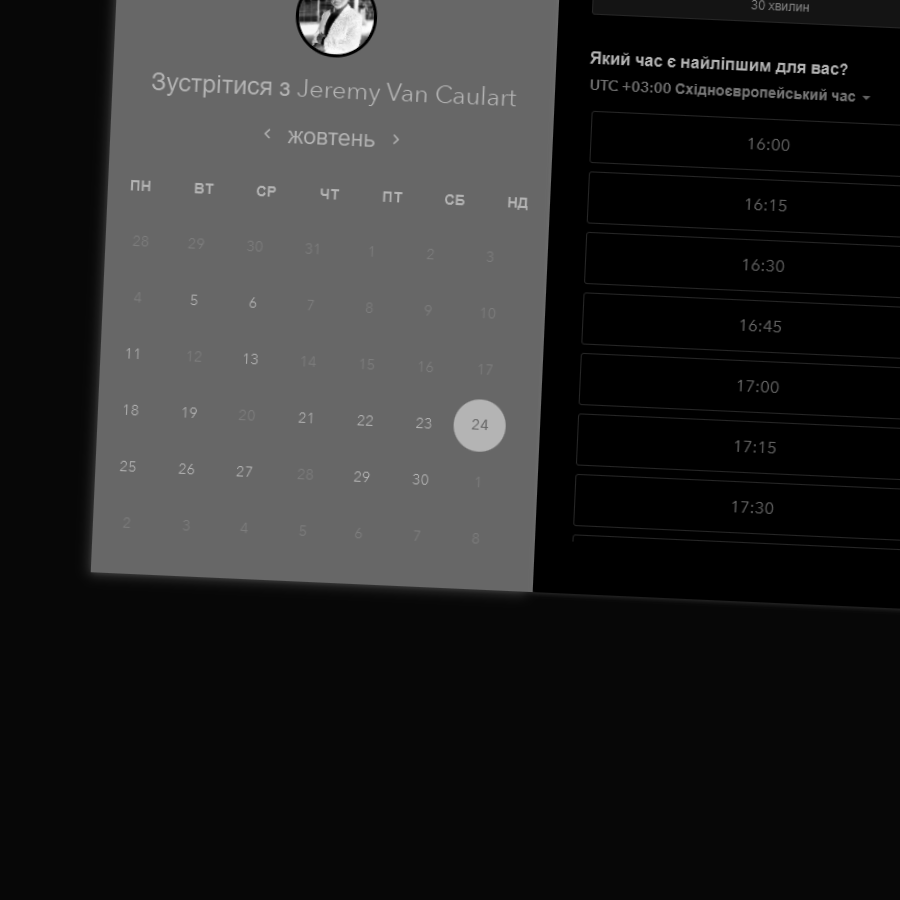 Зустрітися з Jeremy Van Caulart
жовтень
ПН ВТ СР ЧТ ПТ СБ НД
28 29 30 31 1 2 3
4 5 6 7 8 9 10
11 12 13 14 15 16 17
18 19 20 21 22 23 24
25 26 27 28 29 30 1
2 3 4 5 6 7 8
30 хвилин
Який час є найліпшим для вас?
UTC +03:00 Східноєвропейський час
16:00
16:15
16:30
16:45
17:00
17:15
17:30